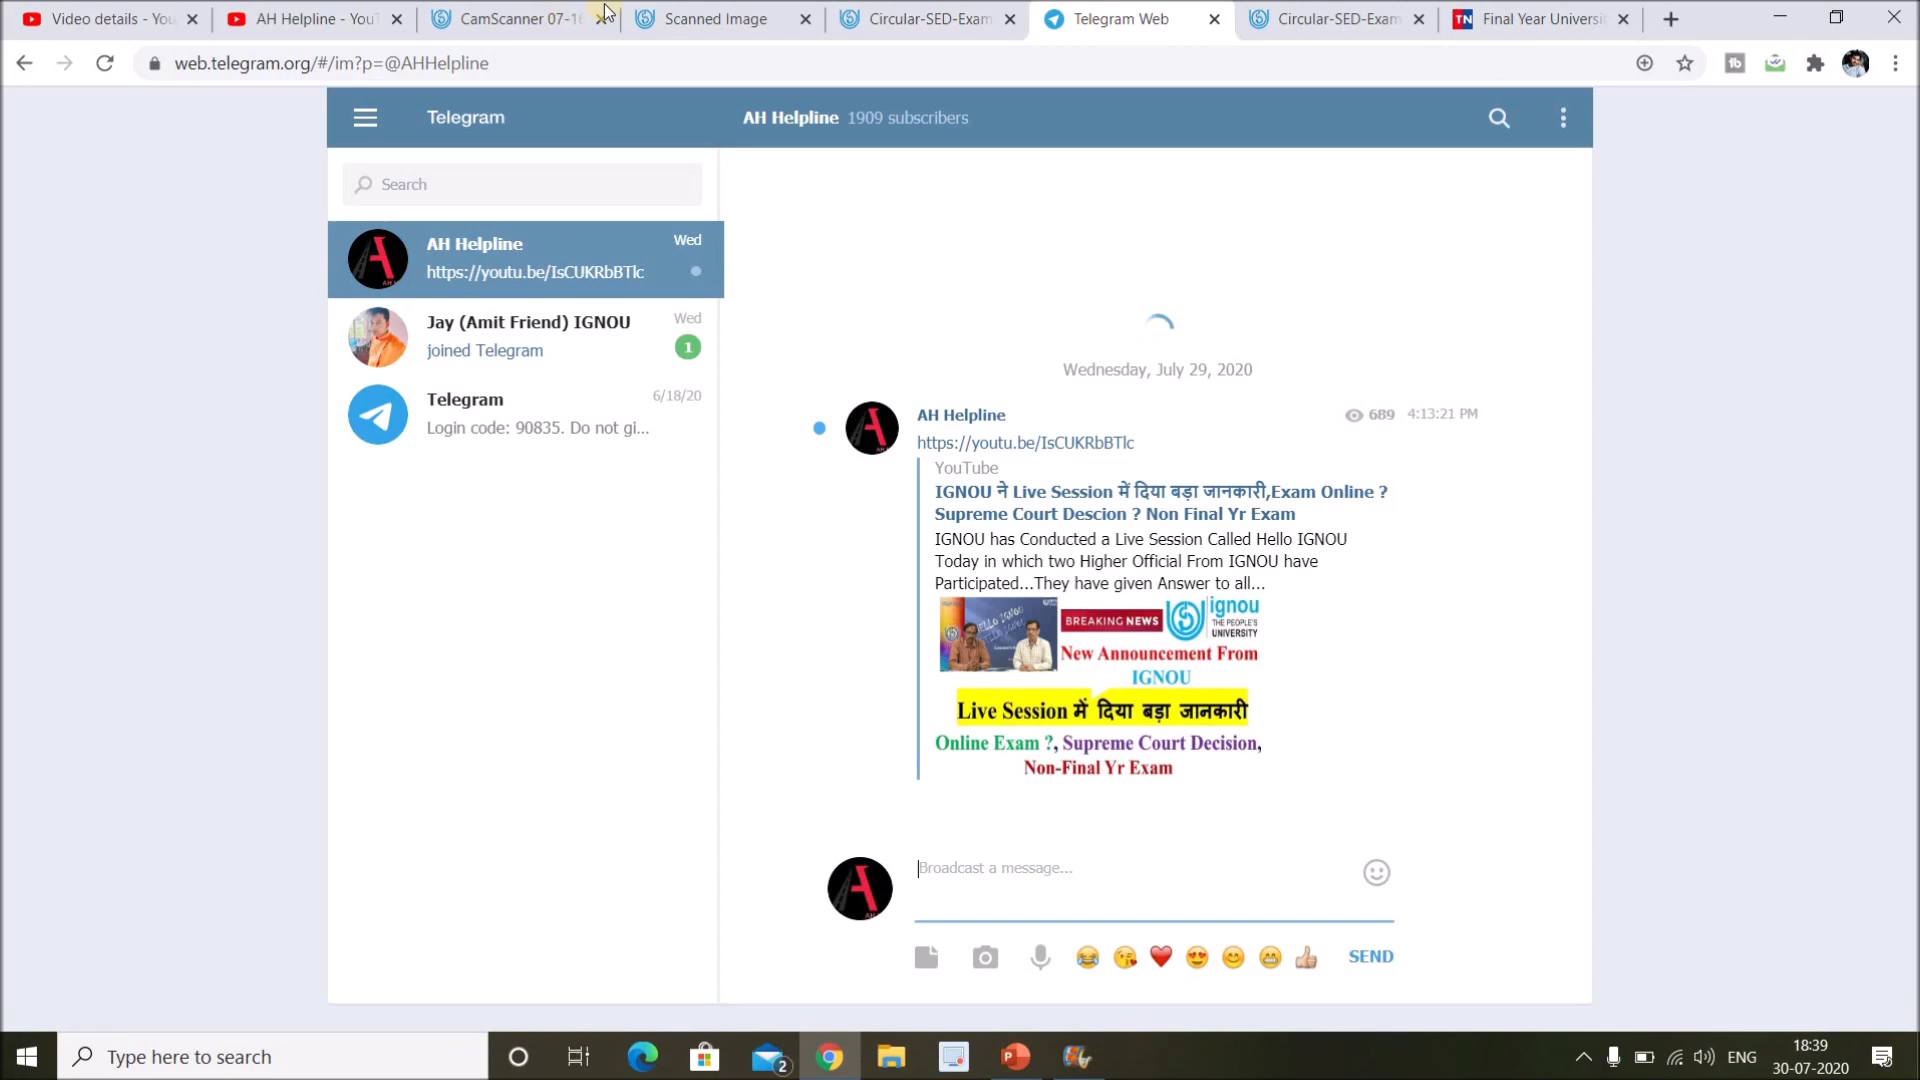 Video details - You
AH Helpline - YouT
CamScanner 07-16
Scanned Image
Circular-SED-Exam
Telegram Web
Circular-SED-Exam
Final Year Universi
web.telegram.org/#/im?p=@AHHelpline
Telegram
AH Helpline 1909 subscribers
Search
AH Helpline Wed
https://youtu.be/IsCUKRbBTlc
Jay (Amit Friend) IGNOU Wed
joined Telegram 1
Telegram 6/18/20
Login code: 90835. Do not gi...
Wednesday, July 29, 2020
AH Helpline 689 4:13:21 PM
https://youtu.be/IsCUKRbBTlc
YouTube
IGNOU ने Live Session में दिया बड़ा जानकारी,Exam Online ?
Supreme Court Descion ? Non Final Yr Exam
IGNOU has Conducted a Live Session Called Hello IGNOU
Today in which two Higher Official From IGNOU have
Participated...They have given Answer to all...
HELLO IGNOU
BREAKING NEWS
ignou
THE PEOPLE'S
UNIVERSITY
New Announcement From
IGNOU
Live Session में दिया बड़ा जानकारी
Online Exam ?, Supreme Court Decision,
Non-Final Yr Exam
Broadcast a message...
SEND
Type here to search
2
ENG
18:39
30-07-2020